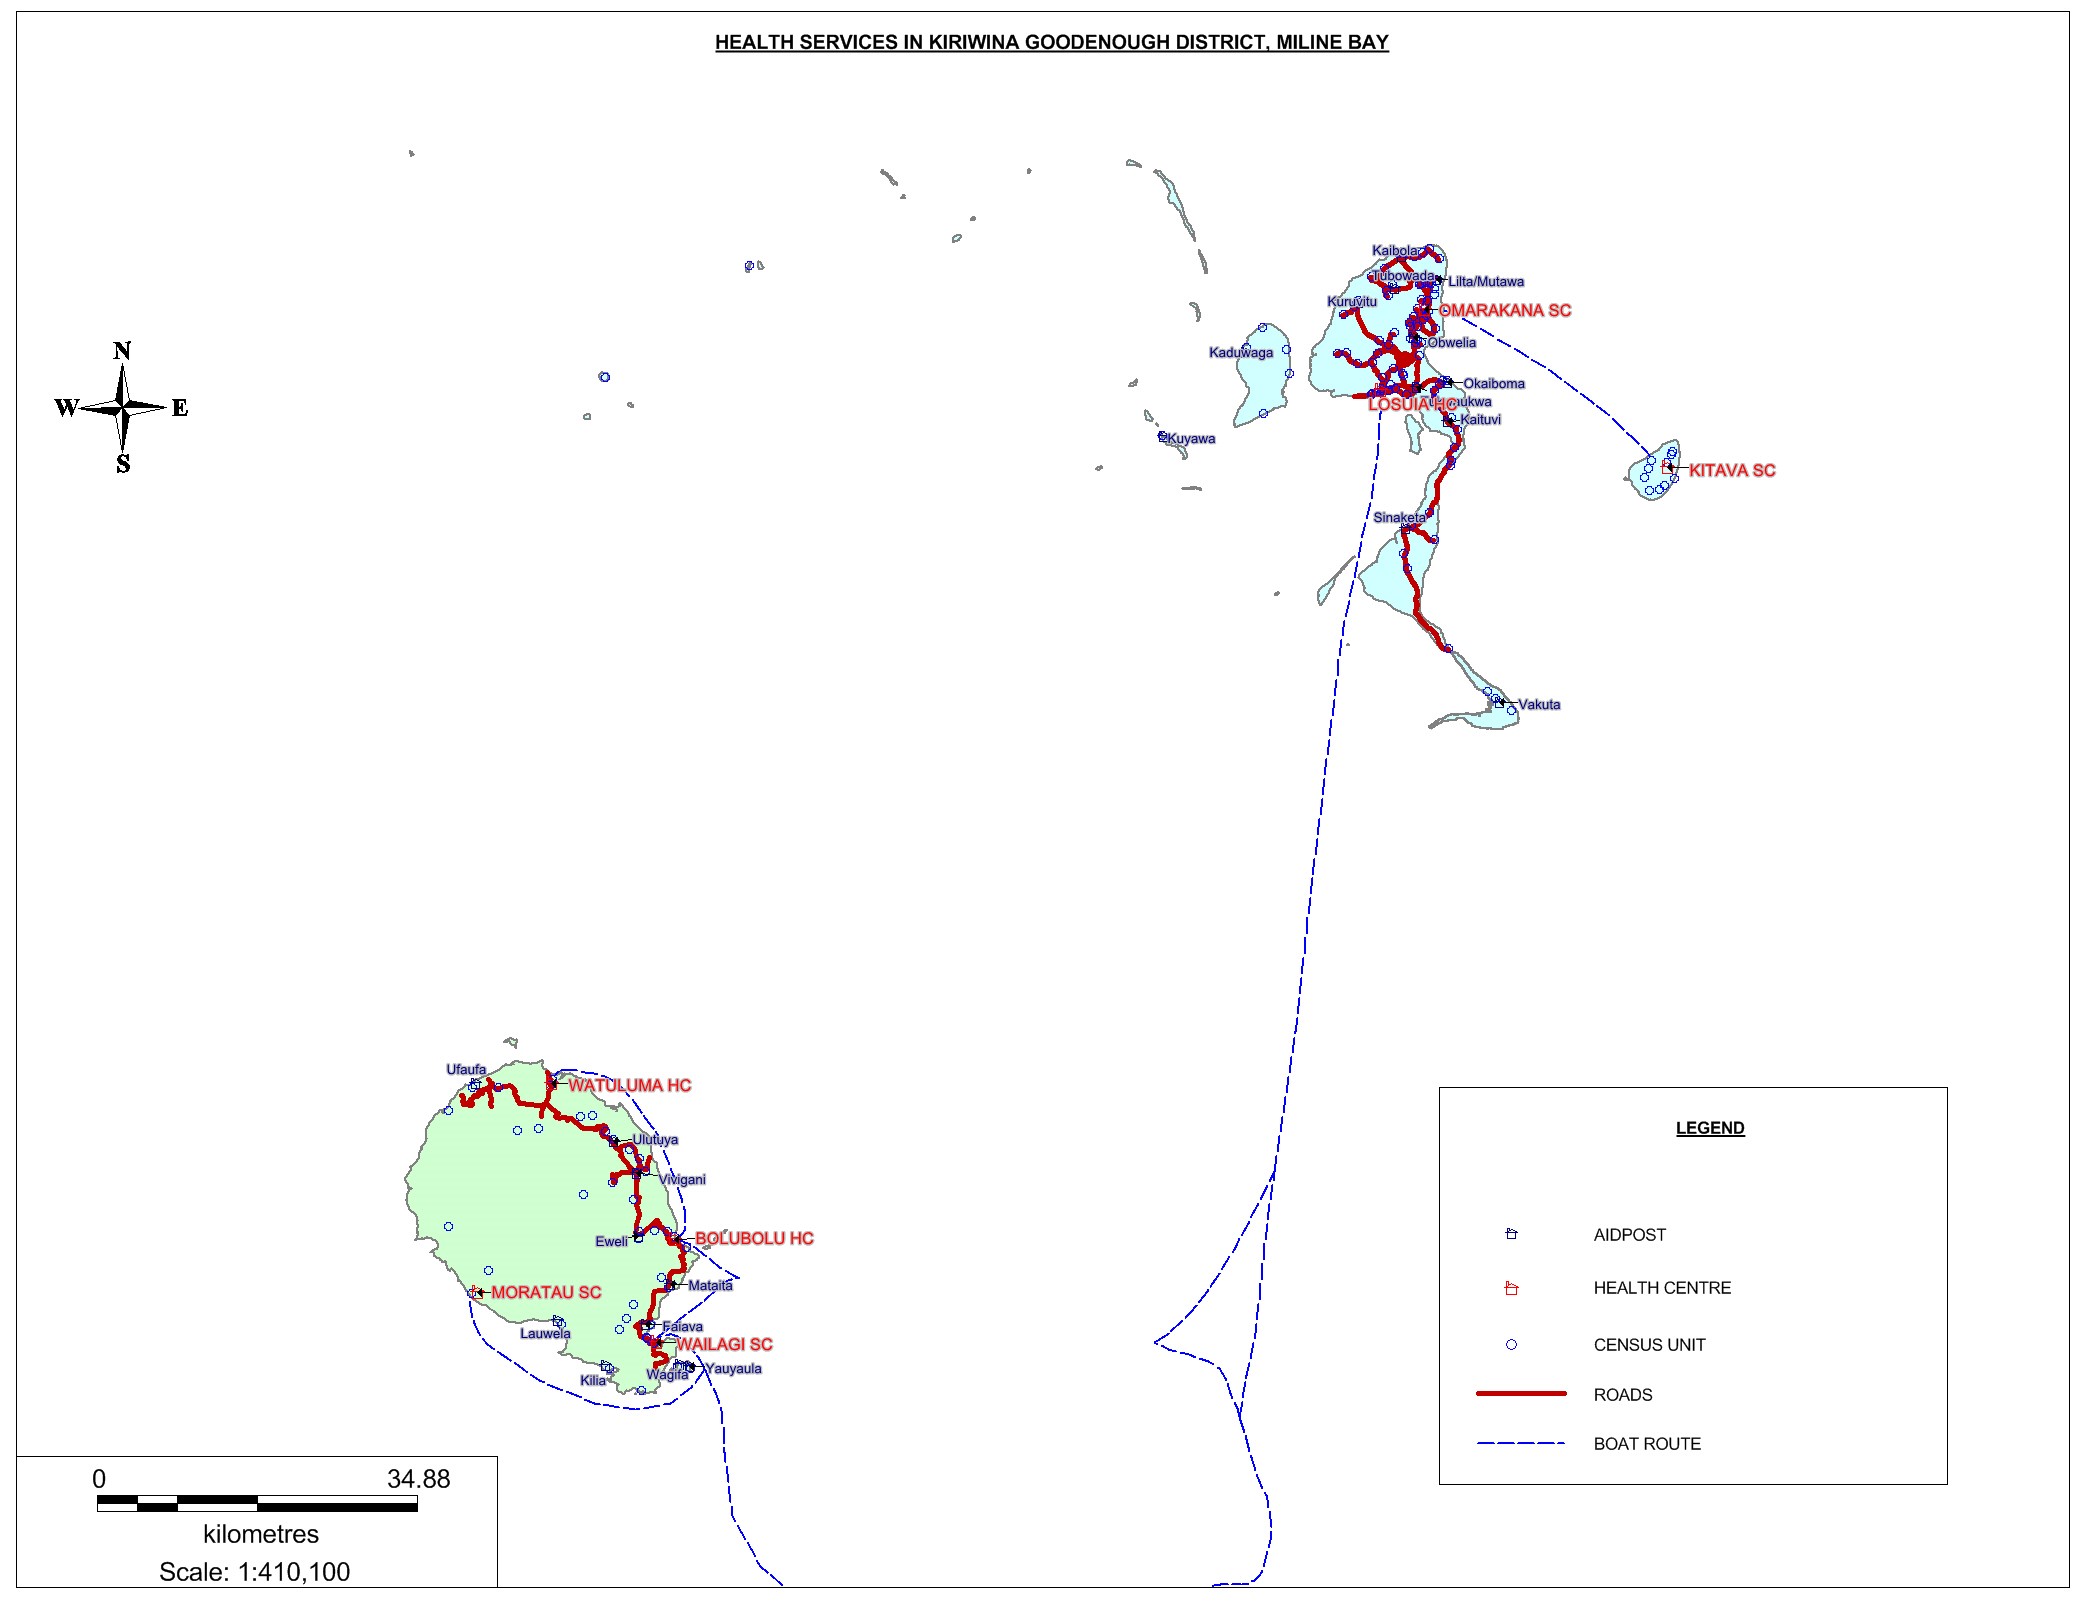 HEALTH SERVICES IN KIRIWINA GOODENOUGH DISTRICT, MILINE BAY
N
W
E
S
Kaibola
Tubowada
Lilta/Mutawa
Kuruvitu
OMARAKANA SC
Obwelia
Kaduwaga
Okaiboma
LOSUIA HC
Kaituvi
Kuyawa
KITAVA SC
Sinaketa
Vakuta
Ufaufa
WATULUMA HC
Ulutuya
Vivigani
Eweli
BOLUBOLU HC
Mataita
MORATAU SC
Faiava
Lauwela
WAILAGI SC
Wagifa
Yauyaula
Kilia
LEGEND
AIDPOST
HEALTH CENTRE
CENSUS UNIT
ROADS
BOAT ROUTE
0
34.88
kilometres
Scale: 1:410,100